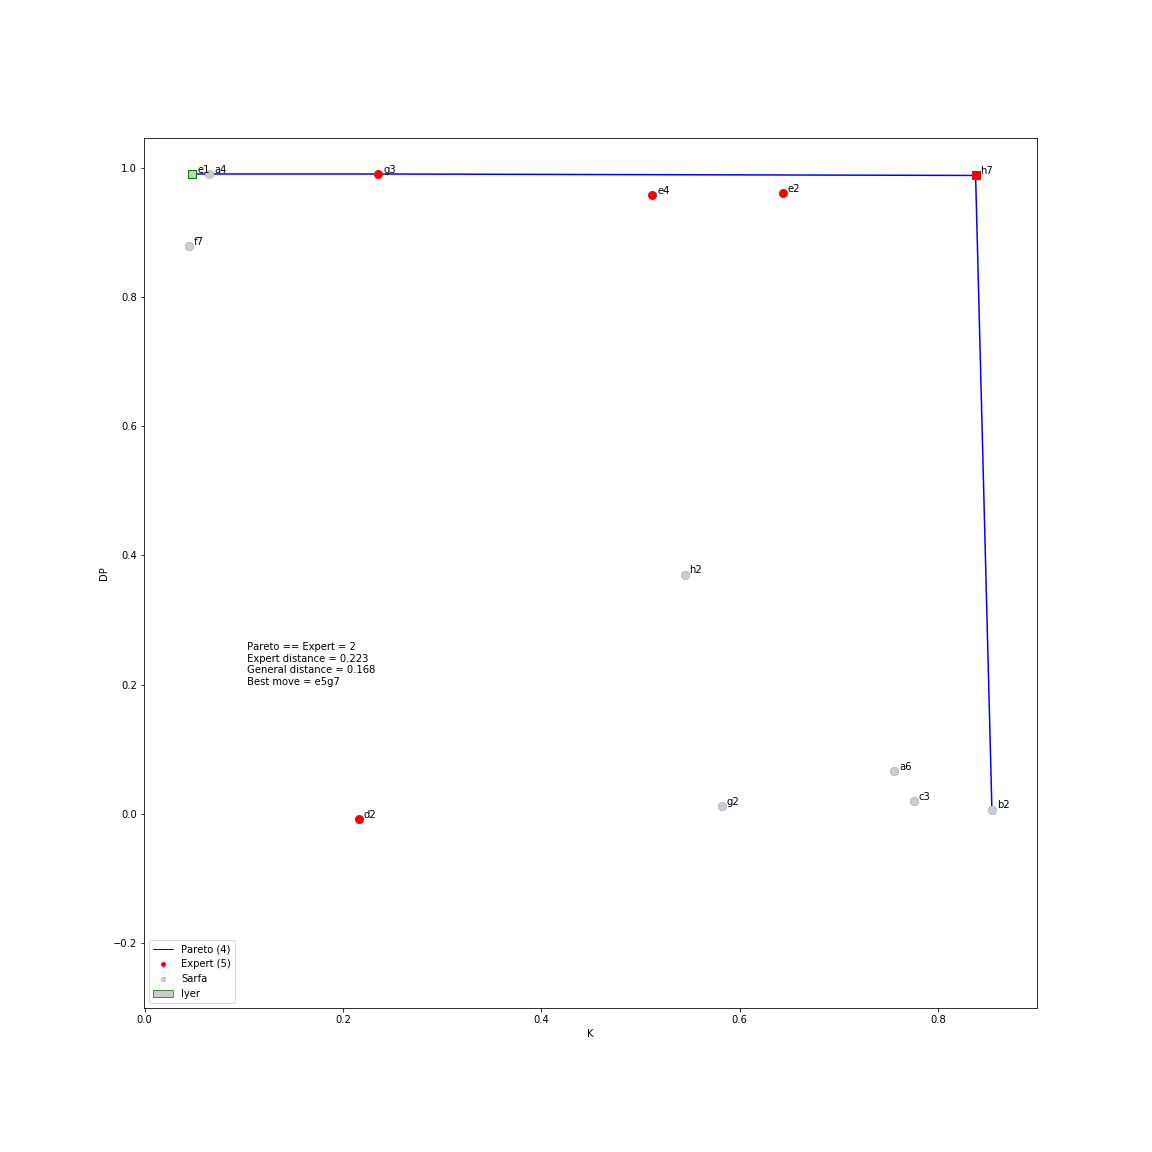 1.0
0.8
0.6
0.4
0.2
0.0
−0.2
DP
e1
a4
g3
h7
e4
e2
f7
h2
Pareto == Expert = 2
Expert distance = 0.223
General distance = 0.168
Best move = e5g7
a6
c3
g2
b2
d2
Pareto (4)
Expert (5)
Sarfa
Iyer
0.0
0.2
0.4
0.6
0.8
K